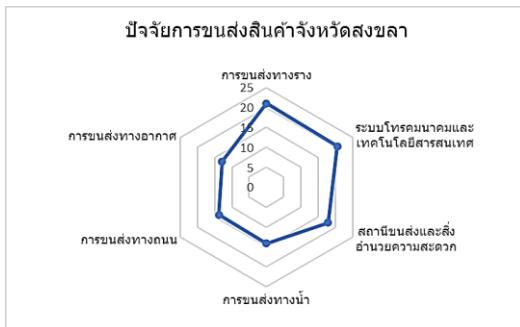 ปัจจัยการขนส่งสินค้าจังหวัดสงขลา
การขนส่งทางราง
25
20
15
10
5
0
ระบบโทรคมนาคมและ
เทคโนโลยีสารสนเทศ
สถานีขนส่งและสิ่ง
อำนวยความสะดวก
การขนส่งทางน้ำ
การขนส่งทางถนน
การขนส่งทางอากาศ